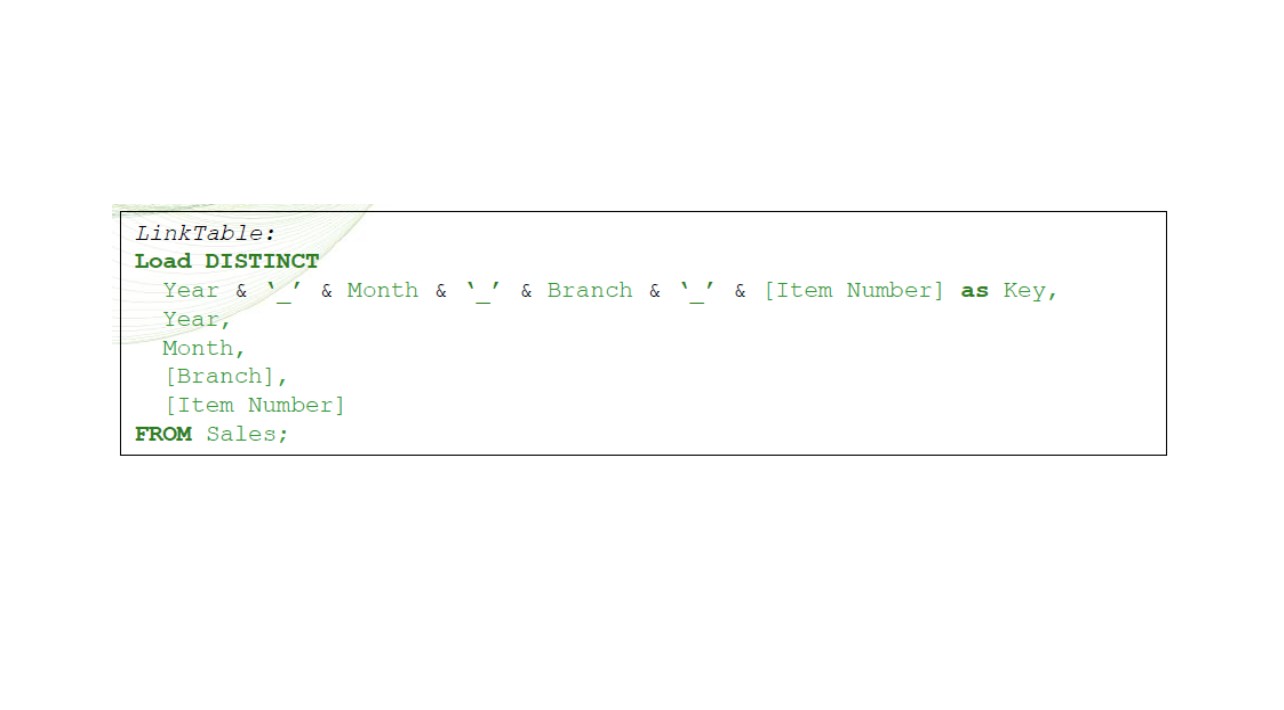 LinkTable:
Load DISTINCT
Year & ‘_’ & Month & ‘_’ & Branch & ‘_’ & [Item Number] as Key,
Year,
Month,
[Branch],
[Item Number]
FROM Sales;